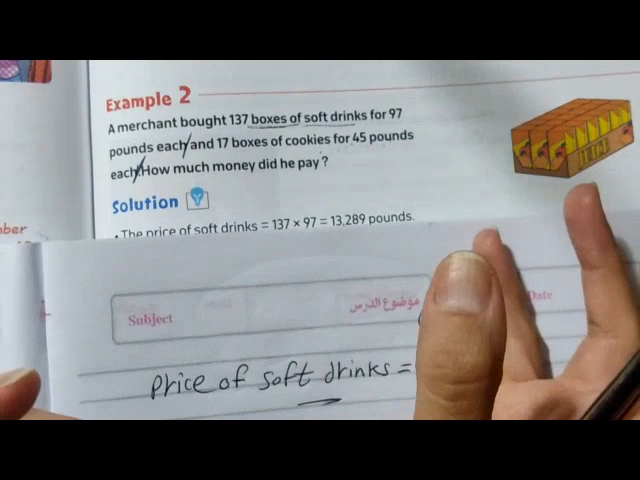 Example 2
A merchant bought 137 boxes of soft drinks for 97
pounds each and 17 boxes of cookies for 45 pounds
each. How much money did he pay?
Solution
• The price of soft drinks = 137 × 97 = 13,289 pounds.
Subject
موضوع الدرس
Date
price of soft drinks =
JUICE